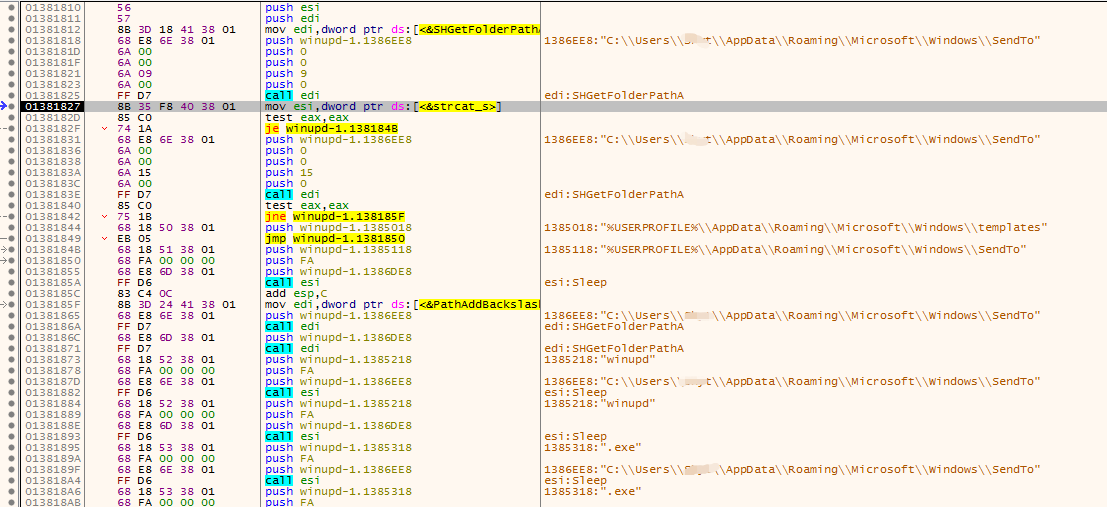 01381810 56 push esi
01381811 57 push edi
01381812 8B 3D 18 41 38 01 mov edi,dword ptr ds:[<&SHGetFolderPathA
01381818 68 E8 6E 38 01 push winupd-1.1386EE8 1386EE8:"C:\\Users\\ \\AppData\\Roaming\\Microsoft\\Windows\\SendTo"
0138181D 6A 00 push 0
0138181F 6A 00 push 0
01381821 6A 09 push 9
01381823 6A 00 push 0
01381825 FF D7 call edi edi:SHGetFolderPathA
01381827 8B 35 F8 40 38 01 mov esi,dword ptr ds:[<&strcat_s>]
0138182D 85 C0 test eax,eax
0138182F 74 1A je winupd-1.138184B
01381831 68 E8 6E 38 01 push winupd-1.1386EE8 1386EE8:"C:\\Users\\ \\AppData\\Roaming\\Microsoft\\Windows\\SendTo"
01381836 6A 00 push 0
01381838 6A 00 push 0
0138183A 6A 15 push 15
0138183C 6A 00 push 0
0138183E FF D7 call edi edi:SHGetFolderPathA
01381840 85 C0 test eax,eax
01381842 75 1B jne winupd-1.138185F
01381844 68 18 50 38 01 push winupd-1.1385018 1385018:"%USERPROFILE%\\AppData\\Roaming\\Microsoft\\Windows\\templates"
01381849 EB 05 jmp winupd-1.1381850
0138184B 68 18 51 38 01 push winupd-1.1385118 1385118:"%USERPROFILE%\\AppData\\Roaming\\Microsoft\\Windows\\SendTo"
01381850 68 FA 00 00 00 push FA
01381855 68 E8 6D 38 01 push winupd-1.1386DE8
0138185A FF D6 call esi esi:Sleep
0138185C 83 C4 0C add esp,C
0138185F 8B 3D 24 41 38 01 mov edi,dword ptr ds:[<&PathAddBackslash
01381865 68 E8 6E 38 01 push winupd-1.1386EE8 1386EE8:"C:\\Users\\ \\AppData\\Roaming\\Microsoft\\Windows\\SendTo"
0138186A FF D7 call edi edi:SHGetFolderPathA
0138186C 68 E8 6D 38 01 push winupd-1.1386DE8
01381871 FF D7 call edi edi:SHGetFolderPathA
01381873 68 18 52 38 01 push winupd-1.1385218 1385218:"winupd"
01381878 68 FA 00 00 00 push FA
0138187D 68 E8 6E 38 01 push winupd-1.1386EE8 1386EE8:"C:\\Users\\ \\AppData\\Roaming\\Microsoft\\Windows\\SendTo"
01381882 FF D6 call esi esi:Sleep
01381884 68 18 52 38 01 push winupd-1.1385218 1385218:"winupd"
01381889 68 FA 00 00 00 push FA
0138188E 68 E8 6D 38 01 push winupd-1.1386DE8
01381893 FF D6 call esi esi:Sleep
01381895 68 18 53 38 01 push winupd-1.1385318 1385318:".exe"
0138189A 68 FA 00 00 00 push FA
0138189F 68 E8 6E 38 01 push winupd-1.1386EE8 1386EE8:"C:\\Users\\ \\AppData\\Roaming\\Microsoft\\Windows\\SendTo"
013818A4 FF D6 call esi esi:Sleep
013818A6 68 18 53 38 01 push winupd-1.1385318 1385318:".exe"
013818AB 68 FA 00 00 00 push FA